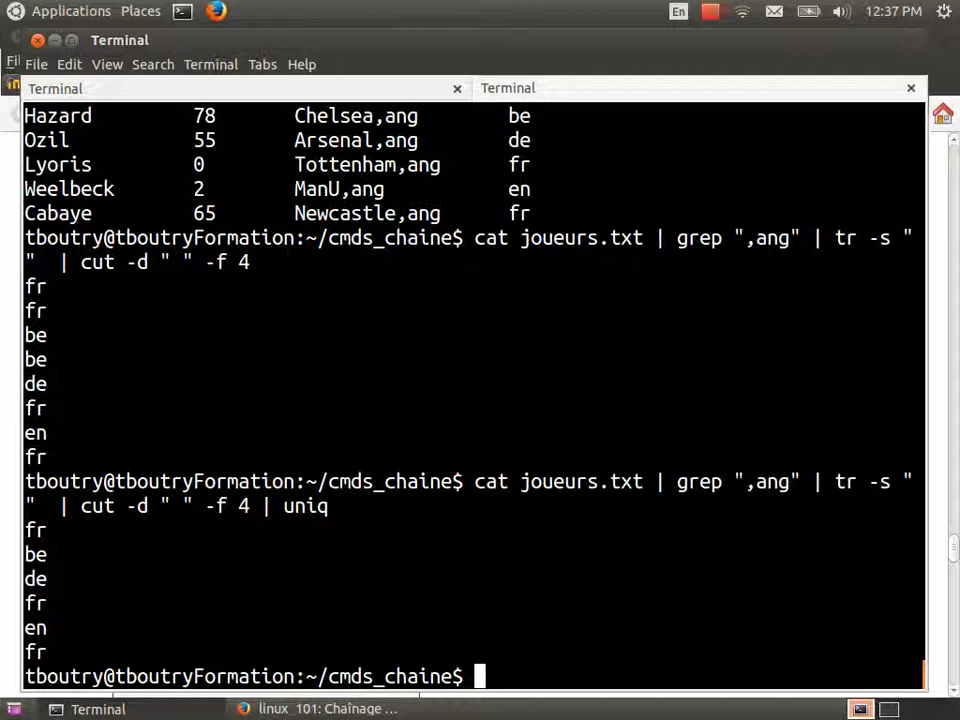 Applications Places En 12:37 PM
Terminal
File Edit View Search Terminal Tabs Help
Terminal × Terminal ×
Hazard 78 Chelsea,ang be
Ozil 55 Arsenal,ang de
Lyoris 0 Tottenham,ang fr
Weelbeck 2 ManU,ang en
Cabaye 65 Newcastle,ang fr
tboutry@tboutryFormation:~/cmds_chaine$ cat joueurs.txt | grep ",ang" | tr -s "
"  | cut -d " " -f 4
fr
fr
be
be
de
fr
en
fr
tboutry@tboutryFormation:~/cmds_chaine$ cat joueurs.txt | grep ",ang" | tr -s "
"  | cut -d " " -f 4 | uniq
fr
be
de
fr
en
fr
tboutry@tboutryFormation:~/cmds_chaine$
Terminal linux_101: Chaînage ...